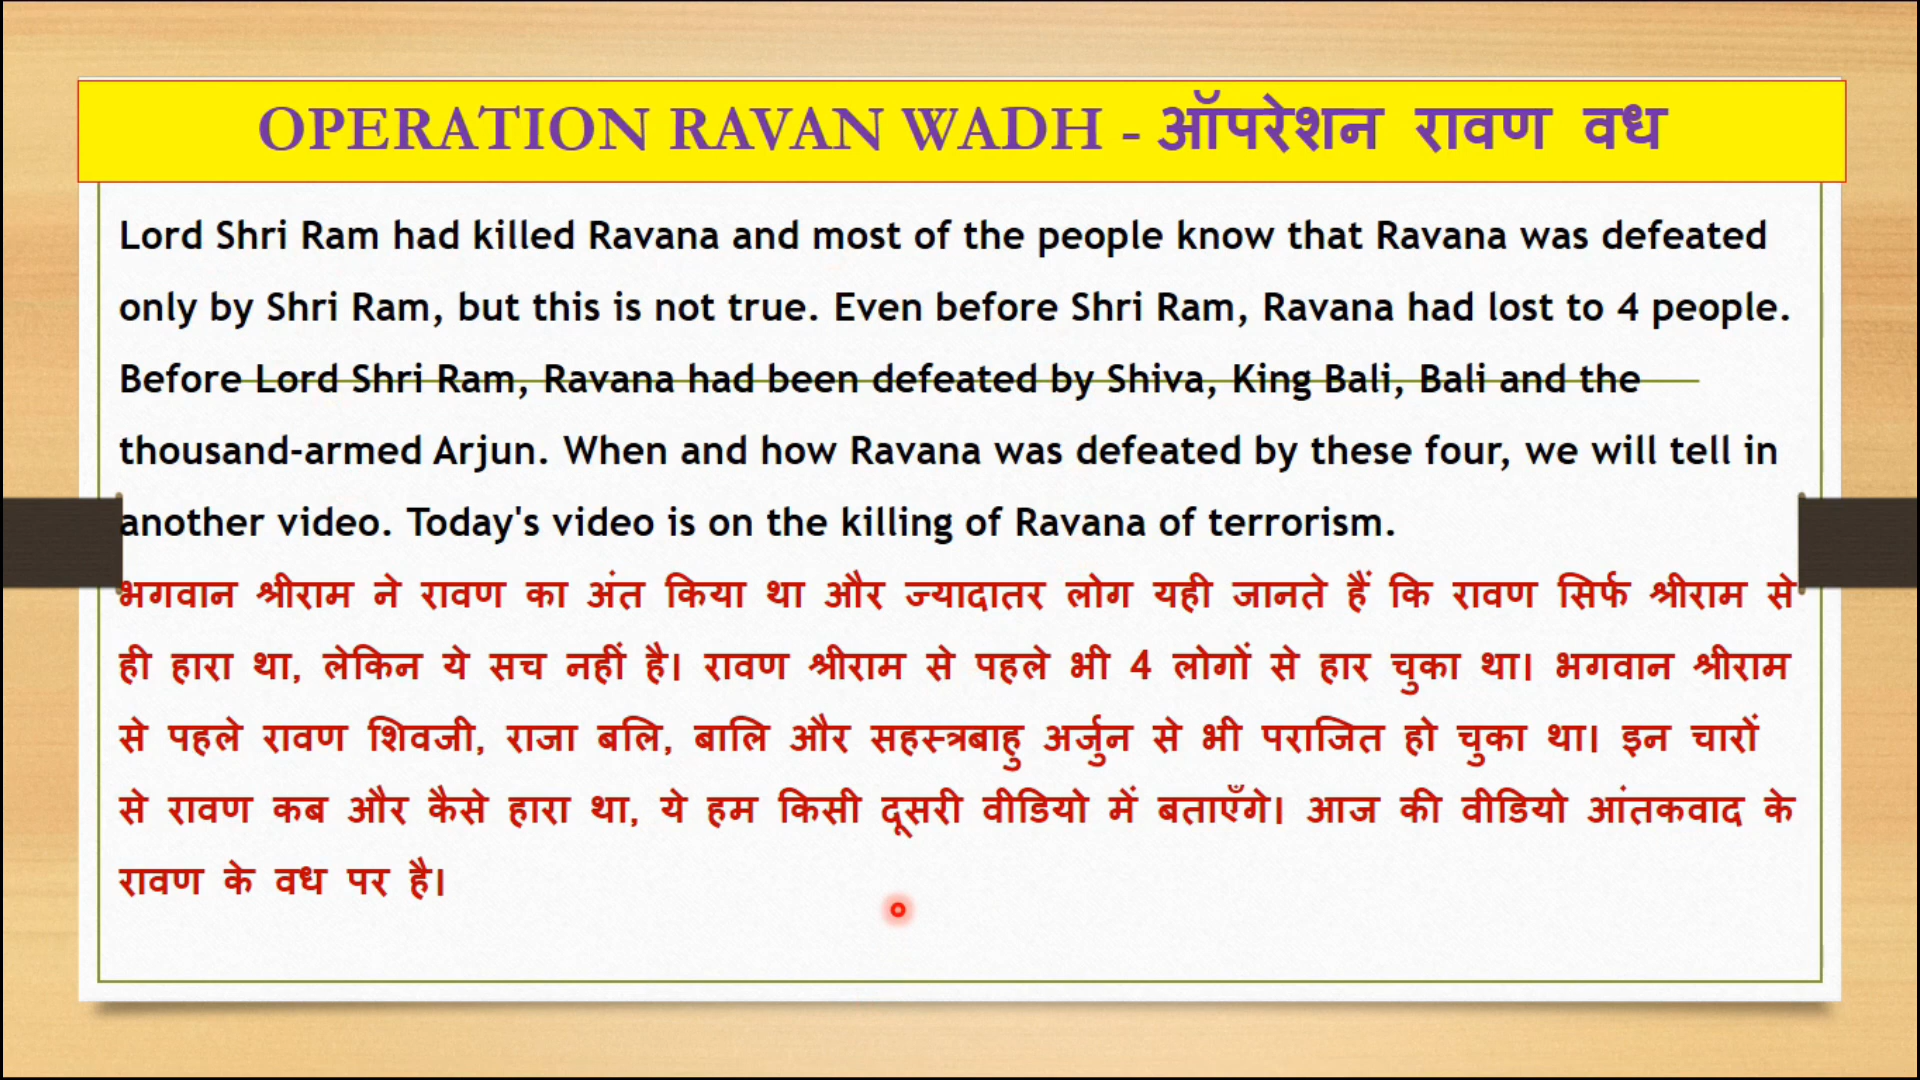 OPERATION RAVAN WADH - ऑपरेशन रावण वध
Lord Shri Ram had killed Ravana and most of the people know that Ravana was defeated
only by Shri Ram, but this is not true. Even before Shri Ram, Ravana had lost to 4 people.
Before Lord Shri Ram, Ravana had been defeated by Shiva, King Bali, Bali and the
thousand-armed Arjun. When and how Ravana was defeated by these four, we will tell in
another video. Today's video is on the killing of Ravana of terrorism.
भगवान श्रीराम ने रावण का अंत किया था और ज्यादातर लोग यही जानते हैं कि रावण सिर्फ श्रीराम से
ही हारा था, लेकिन ये सच नहीं है। रावण श्रीराम से पहले भी 4 लोगों से हार चुका था। भगवान श्रीराम
से पहले रावण शिवजी, राजा बलि, बालि और सहस्त्रबाहु अर्जुन से भी पराजित हो चुका था। इन चारों
से रावण कब और कैसे हारा था, ये हम किसी दूसरी वीडियो में बताएँगे। आज की वीडियो आंतकवाद के
रावण के वध पर है।